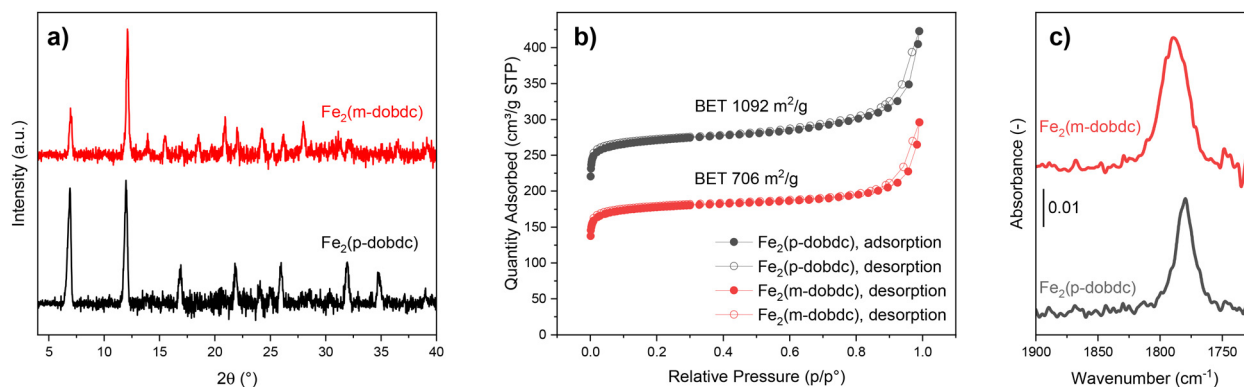 a)
Fe₂(m-dobdc)
Fe₂(p-dobdc)
Intensity (a.u.)
5 10 15 20 25 30 35 40
2θ (°)
b)
BET 1092 m²/g
BET 706 m²/g
Fe₂(p-dobdc), adsorption
Fe₂(p-dobdc), desorption
Fe₂(m-dobdc), desorption
Fe₂(m-dobdc), desorption
Quantity Adsorbed (cm³/g STP)
400
350
300
250
200
150
100
50
0
0.0 0.2 0.4 0.6 0.8 1.0
Relative Pressure (p/p°)
c)
Fe₂(m-dobdc)
0.01
Fe₂(p-dobdc)
Absorbance (-)
1900 1850 1800 1750
Wavenumber (cm⁻¹)